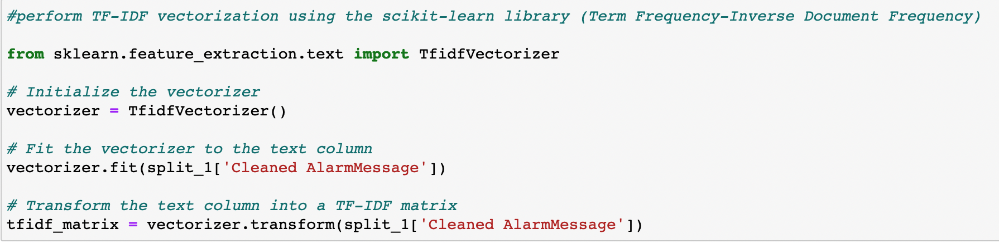 #perform TF-IDF vectorization using the scikit-learn library (Term Frequency-Inverse Document Frequency)
from sklearn.feature_extraction.text import TfidfVectorizer
# Initialize the vectorizer
vectorizer = TfidfVectorizer()
# Fit the vectorizer to the text column
vectorizer.fit(split_1['Cleaned AlarmMessage'])
# Transform the text column into a TF-IDF matrix
tfidf_matrix = vectorizer.transform(split_1['Cleaned AlarmMessage'])